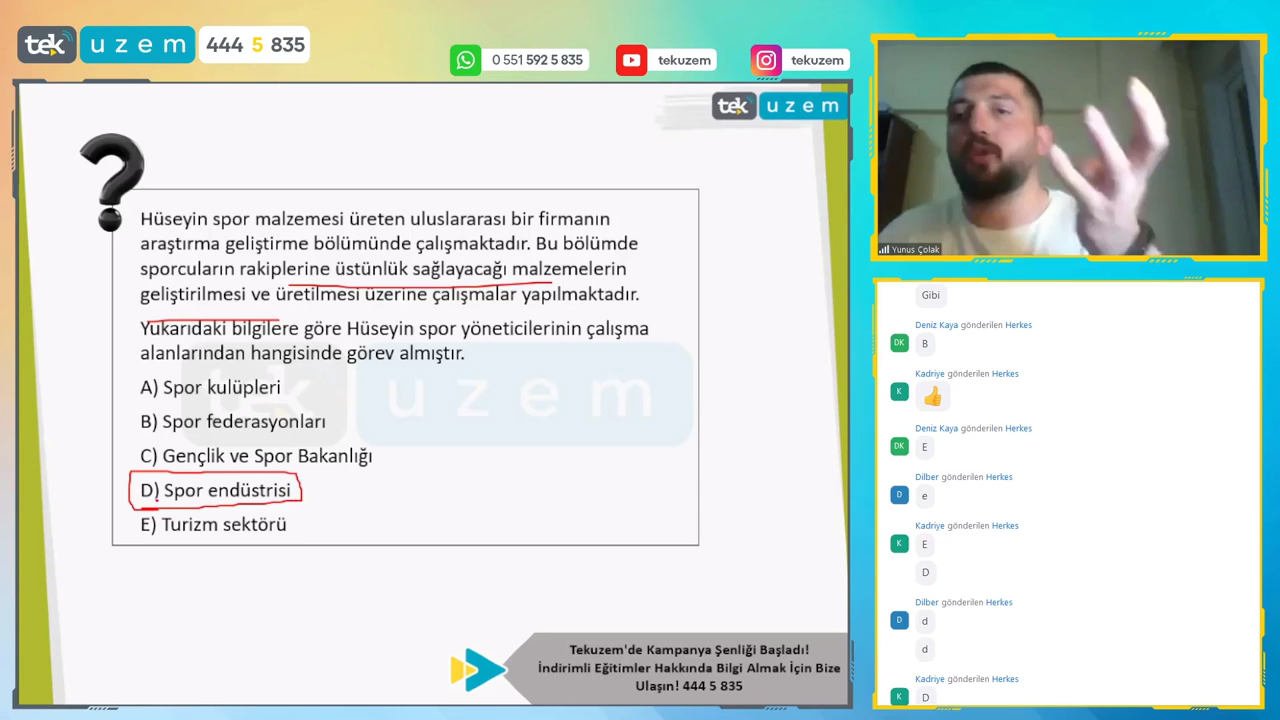 tek uzem 444 5 835
0 551 592 5 835
tekuzem
tekuzem
tek uzem
?
Hüseyin spor malzemesi üreten uluslararası bir firmanın
araştırma geliştirme bölümünde çalışmaktadır. Bu bölümde
sporcuların rakiplerine üstünlük sağlayacağı malzemelerin
geliştirilmesi ve üretilmesi üzerine çalışmalar yapılmaktadır.
Yukarıdaki bilgilere göre Hüseyin spor yöneticilerinin çalışma
alanlarından hangisinde görev almıştır.
tek uzem
A) Spor kulüpleri
B) Spor federasyonları
C) Gençlik ve Spor Bakanlığı
D) Spor endüstrisi
E) Turizm sektörü
Tekuzem'de Kampanya Şenliği Başladı!
İndirimli Eğitimler Hakkında Bilgi Almak İçin Bize
Ulaşın! 444 5 835
Yunus Çolak
Gibi
Deniz Kaya gönderilen Herkes
DK B
Kadriye gönderilen Herkes
K
Deniz Kaya gönderilen Herkes
DK E
Dilber gönderilen Herkes
D e
Kadriye gönderilen Herkes
K E
D
Dilber gönderilen Herkes
D d
d
Kadriye gönderilen Herkes
K D